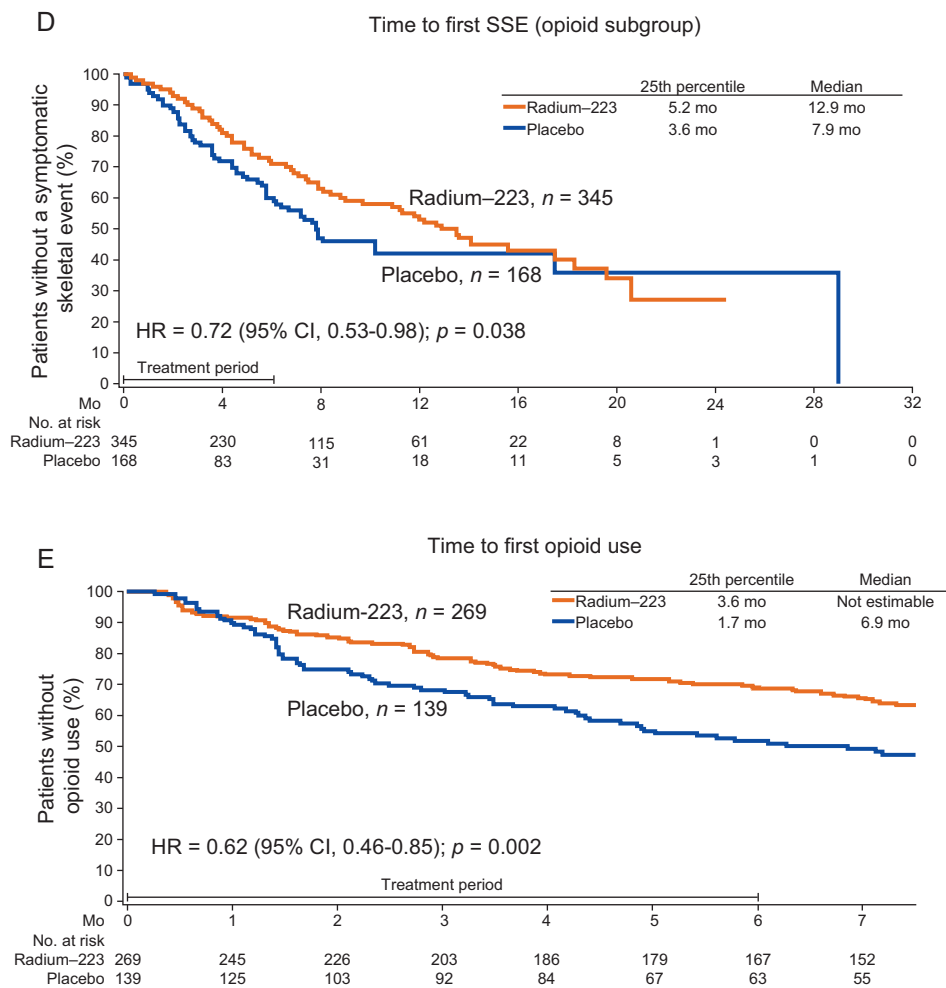 D
Time to first SSE (opioid subgroup)
25th percentile Median
Radium–223 5.2 mo 12.9 mo
Placebo 3.6 mo 7.9 mo
Patients without a symptomatic
skeletal event (%)
100
90
80
70
60
50
40
30
20
10
0
Radium–223, n = 345
Placebo, n = 168
HR = 0.72 (95% CI, 0.53-0.98); p = 0.038
Treatment period
Mo 0 4 8 12 16 20 24 28 32
No. at risk
Radium–223 345 230 115 61 22 8 1 0 0
Placebo 168 83 31 18 11 5 3 1 0
E
Time to first opioid use
25th percentile Median
Radium–223 3.6 mo Not estimable
Placebo 1.7 mo 6.9 mo
Patients without
opioid use (%)
100
90
80
70
60
50
40
30
20
10
0
Radium-223, n = 269
Placebo, n = 139
HR = 0.62 (95% CI, 0.46-0.85); p = 0.002
Treatment period
Mo 0 1 2 3 4 5 6 7
No. at risk
Radium–223 269 245 226 203 186 179 167 152
Placebo 139 125 103 92 84 67 63 55